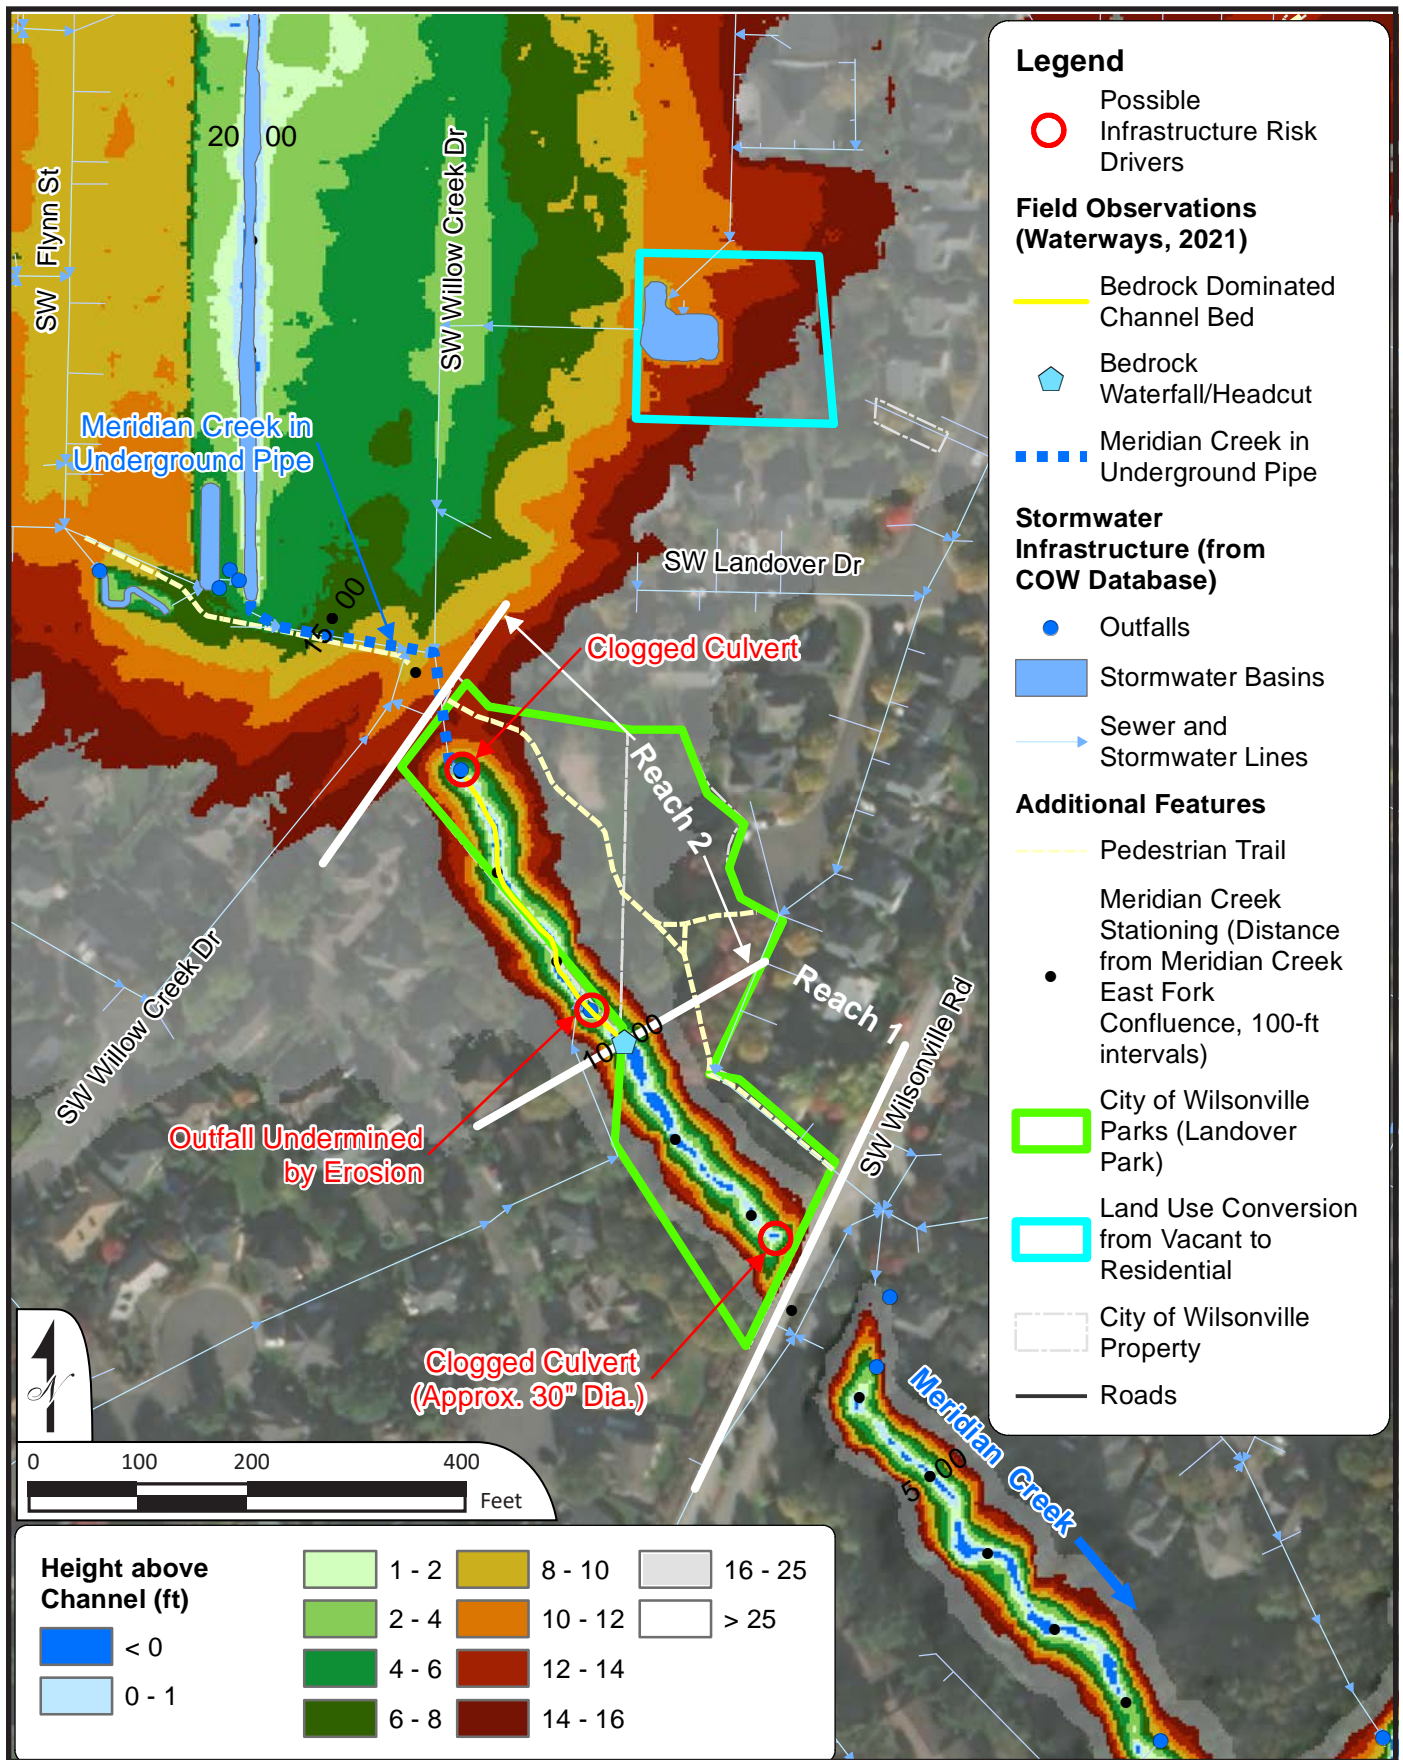 20 00
SW Flynn St
SW Willow Creek Dr
Meridian Creek in
Underground Pipe
SW Landover Dr
15 00
Clogged Culvert
Reach 2
Reach 1
SW Willow Creek Dr
10 00
SW Wilsonville Rd
Outfall Undermined
by Erosion
Clogged Culvert
(Approx. 30" Dia.)
Meridian Creek
5 00
N
0 100 200 400
Feet
Legend
Possible
Infrastructure Risk
Drivers
Field Observations
(Waterways, 2021)
Bedrock Dominated
Channel Bed
Bedrock
Waterfall/Headcut
Meridian Creek in
Underground Pipe
Stormwater
Infrastructure (from
COW Database)
Outfalls
Stormwater Basins
Sewer and
Stormwater Lines
Additional Features
Pedestrian Trail
Meridian Creek
Stationing (Distance
from Meridian Creek
East Fork
Confluence, 100-ft
intervals)
City of Wilsonville
Parks (Landover
Park)
Land Use Conversion
from Vacant to
Residential
City of Wilsonville
Property
Roads
Height above
Channel (ft)
< 0
0 - 1
1 - 2
2 - 4
4 - 6
6 - 8
8 - 10
10 - 12
12 - 14
14 - 16
16 - 25
> 25